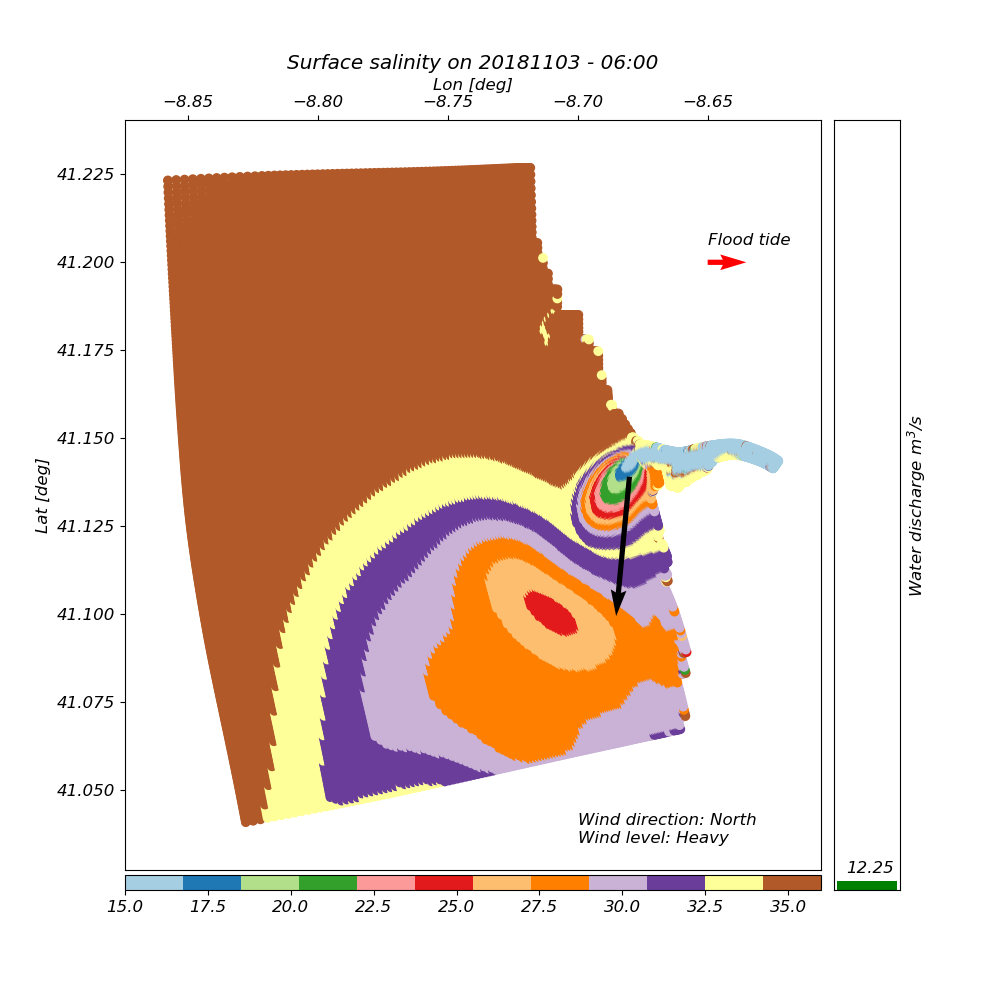 Surface salinity on 20181103 - 06:00
Lon [deg]
−8.85 −8.80 −8.75 −8.70 −8.65
41.225
41.200
41.175
41.150
41.125
41.100
41.075
41.050
Lat [deg]
Flood tide
Wind direction: North
Wind level: Heavy
15.0 17.5 20.0 22.5 25.0 27.5 30.0 32.5 35.0
12.25
Water discharge m³/s